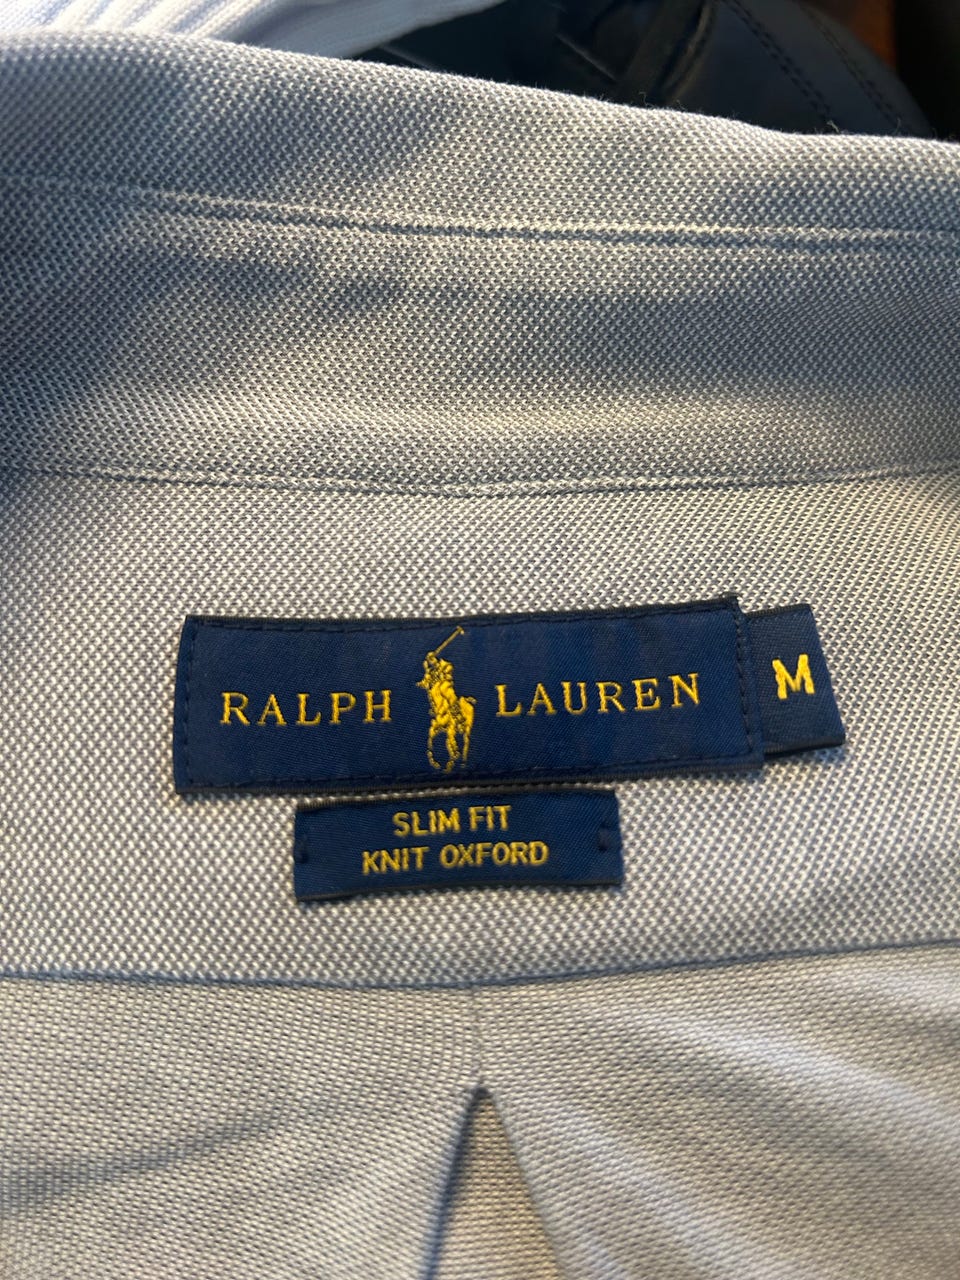 RALPH LAUREN
M
SLIM FIT
KNIT OXFORD